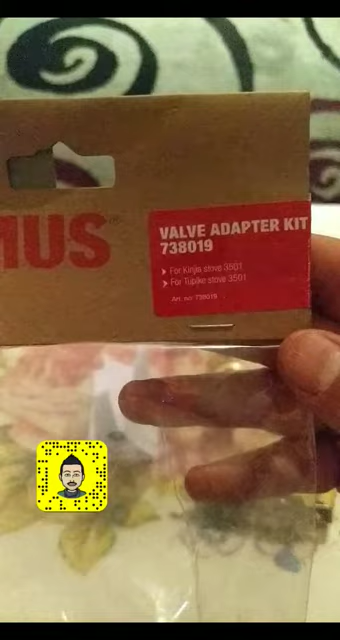 MUS®
VALVE ADAPTER KIT
738019
For Kinjia stove 3501
For Tupike stove 3501
Art. no: 738019